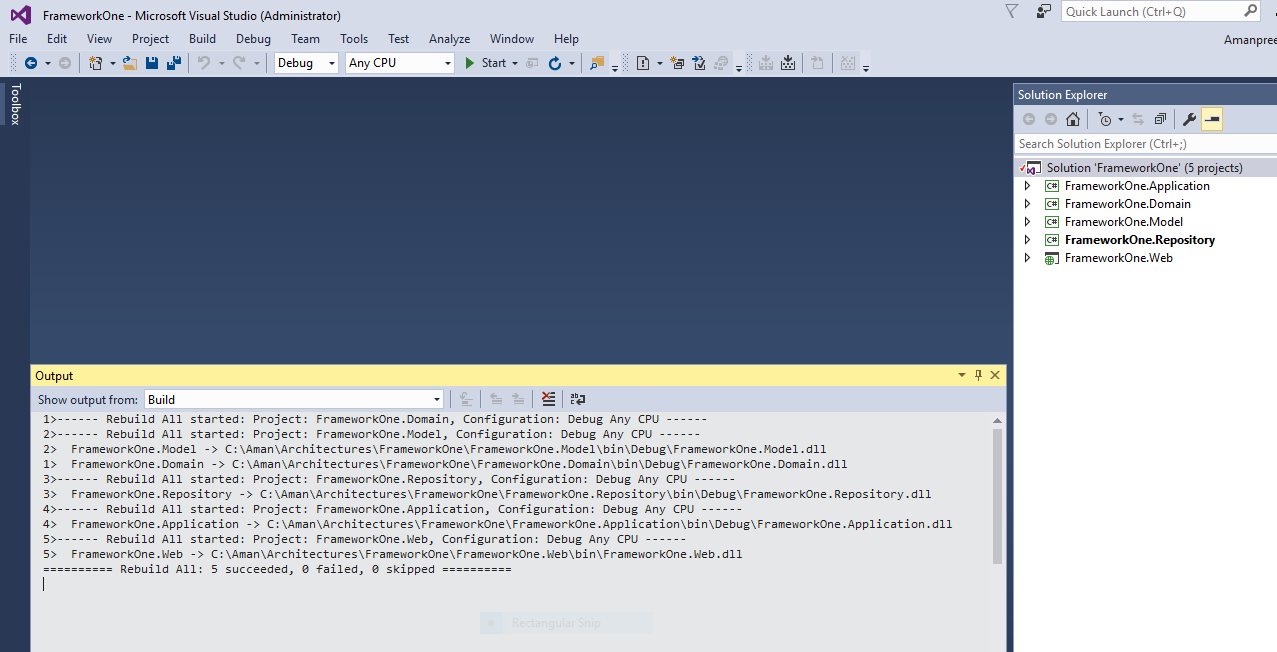 FrameworkOne - Microsoft Visual Studio (Administrator)
Quick Launch (Ctrl+Q)
File Edit View Project Build Debug Team Tools Test Analyze Window Help
Amanpree
Debug Any CPU Start
Toolbox
Solution Explorer
Search Solution Explorer (Ctrl+;)
Solution 'FrameworkOne' (5 projects)
C# FrameworkOne.Application
C# FrameworkOne.Domain
C# FrameworkOne.Model
C# FrameworkOne.Repository
FrameworkOne.Web
Output
Show output from: Build
1>------ Rebuild All started: Project: FrameworkOne.Domain, Configuration: Debug Any CPU ------
2>------ Rebuild All started: Project: FrameworkOne.Model, Configuration: Debug Any CPU ------
2>  FrameworkOne.Model -> C:\Aman\Architectures\FrameworkOne\FrameworkOne.Model\bin\Debug\FrameworkOne.Model.dll
1>  FrameworkOne.Domain -> C:\Aman\Architectures\FrameworkOne\FrameworkOne.Domain\bin\Debug\FrameworkOne.Domain.dll
3>------ Rebuild All started: Project: FrameworkOne.Repository, Configuration: Debug Any CPU ------
3>  FrameworkOne.Repository -> C:\Aman\Architectures\FrameworkOne\FrameworkOne.Repository\bin\Debug\FrameworkOne.Repository.dll
4>------ Rebuild All started: Project: FrameworkOne.Application, Configuration: Debug Any CPU ------
4>  FrameworkOne.Application -> C:\Aman\Architectures\FrameworkOne\FrameworkOne.Application\bin\Debug\FrameworkOne.Application.dll
5>------ Rebuild All started: Project: FrameworkOne.Web, Configuration: Debug Any CPU ------
5>  FrameworkOne.Web -> C:\Aman\Architectures\FrameworkOne\FrameworkOne.Web\bin\FrameworkOne.Web.dll
========== Rebuild All: 5 succeeded, 0 failed, 0 skipped ==========
Rectangular Snip